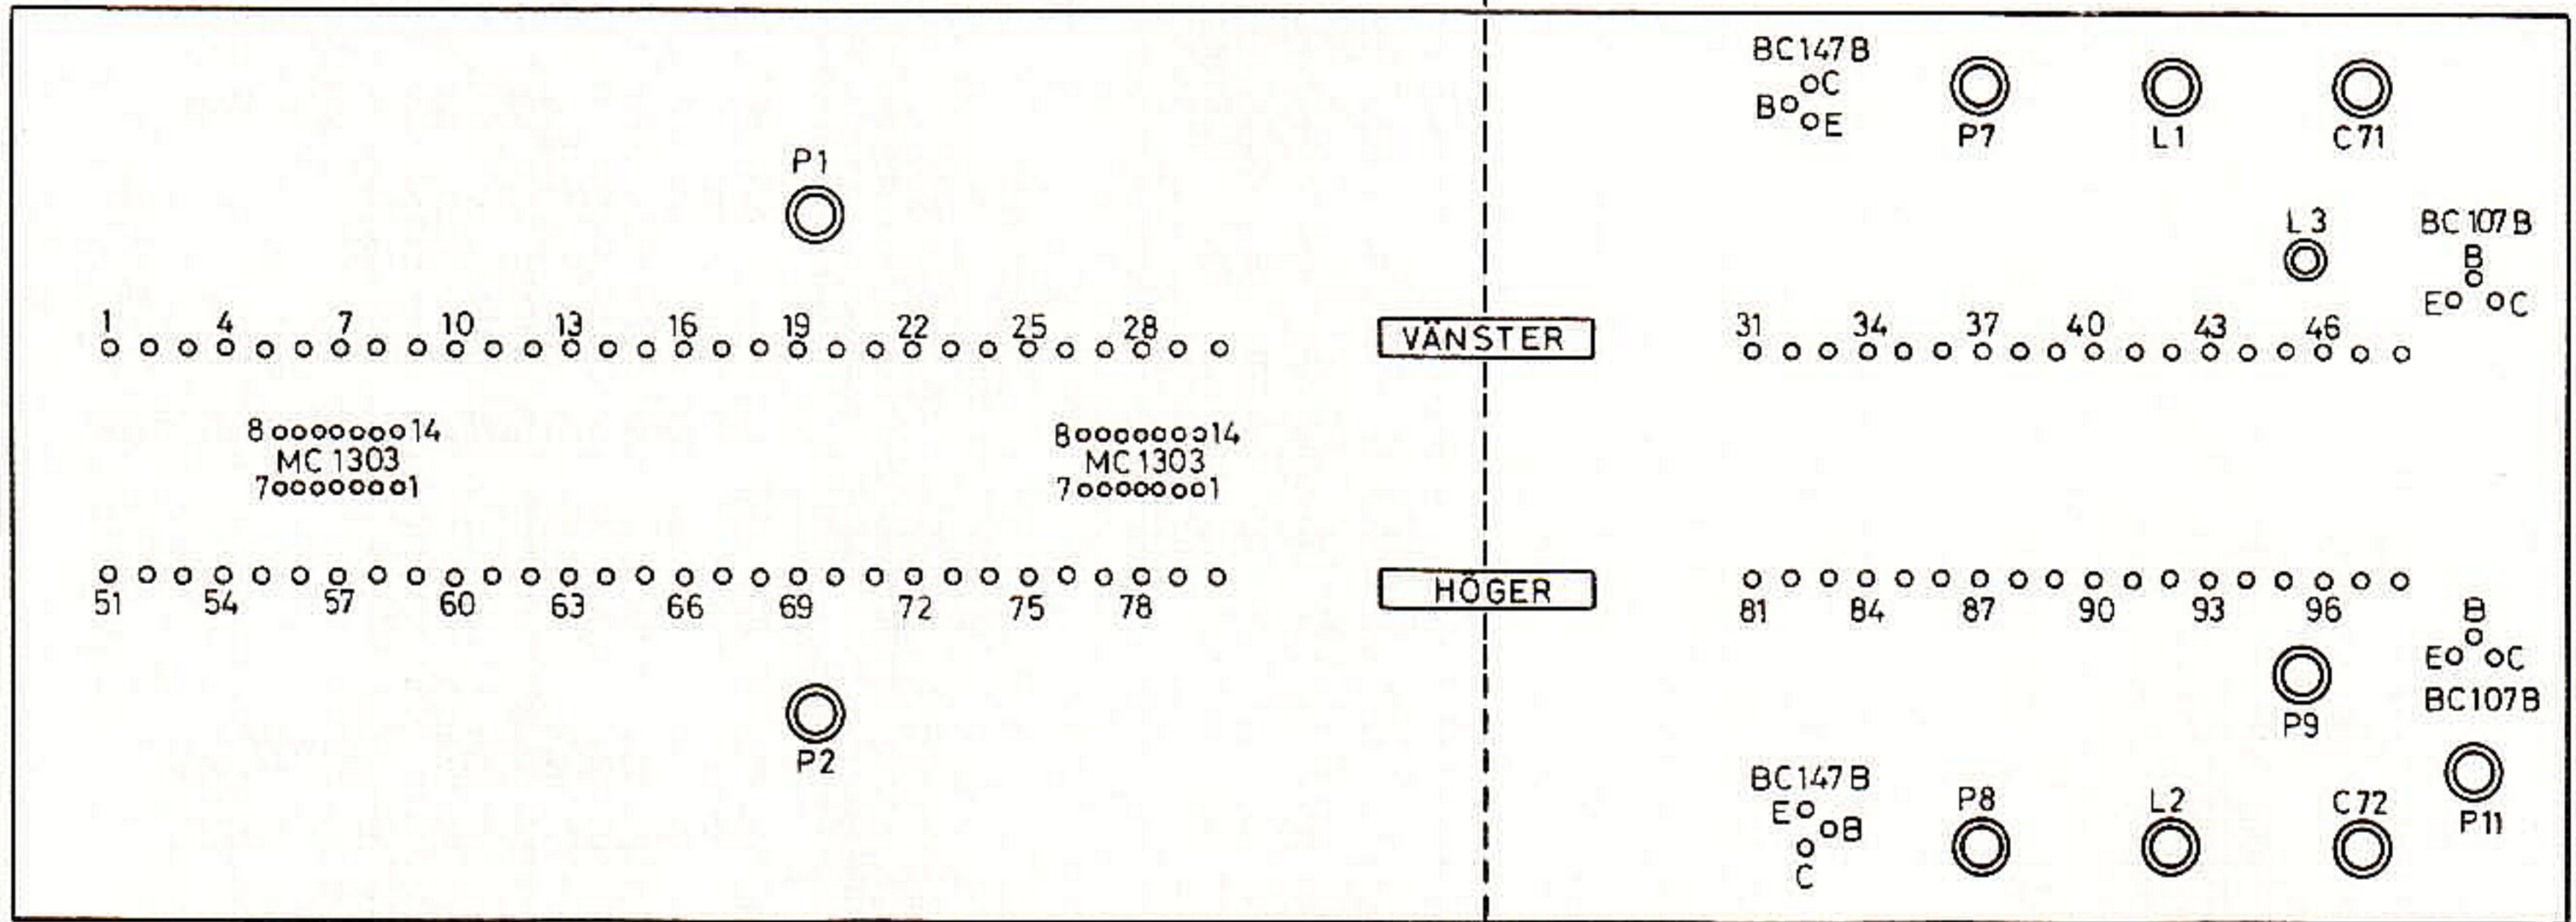 BC147B
C
B
E
P7 L1 C71
P1
L3 BC107B
B
E C
1 4 7 10 13 16 19 22 25 28
VÄNSTER
31 34 37 40 43 46
8 14
MC1303
7 1
8 14
MC1303
7 1
51 54 57 60 63 66 69 72 75 78
HÖGER
81 84 87 90 93 96
B
E C
BC107B
P9
P2
BC147B
E
B
C
P8 L2 C72
P11